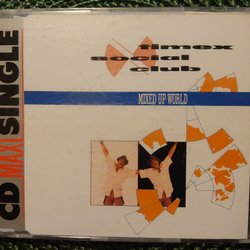 CD MAXI SINGLE
timex
social
club
MIXED UP WORLD